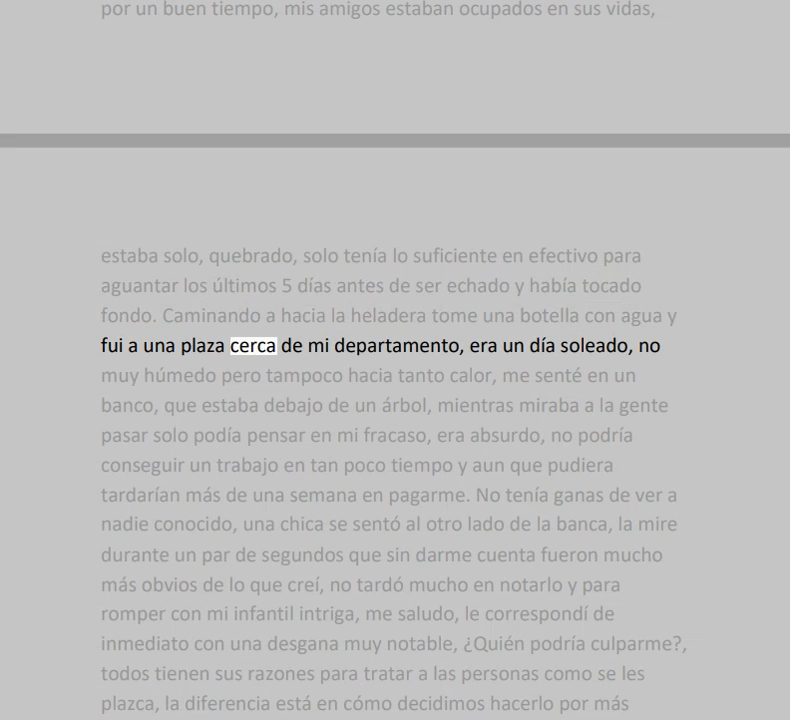 por un buen tiempo, mis amigos estaban ocupados en sus vidas,
estaba solo, quebrado, solo tenía lo suficiente en efectivo para
aguantar los últimos 5 días antes de ser echado y había tocado
fondo. Caminando a hacia la heladera tome una botella con agua y
fui a una plaza cerca de mi departamento, era un día soleado, no
muy húmedo pero tampoco hacia tanto calor, me senté en un
banco, que estaba debajo de un árbol, mientras miraba a la gente
pasar solo podía pensar en mi fracaso, era absurdo, no podría
conseguir un trabajo en tan poco tiempo y aun que pudiera
tardarían más de una semana en pagarme. No tenía ganas de ver a
nadie conocido, una chica se sentó al otro lado de la banca, la mire
durante un par de segundos que sin darme cuenta fueron mucho
más obvios de lo que creí, no tardó mucho en notarlo y para
romper con mi infantil intriga, me saludo, le correspondí de
inmediato con una desgana muy notable, ¿Quién podría culparme?,
todos tienen sus razones para tratar a las personas como se les
plazca, la diferencia está en cómo decidimos hacerlo por más